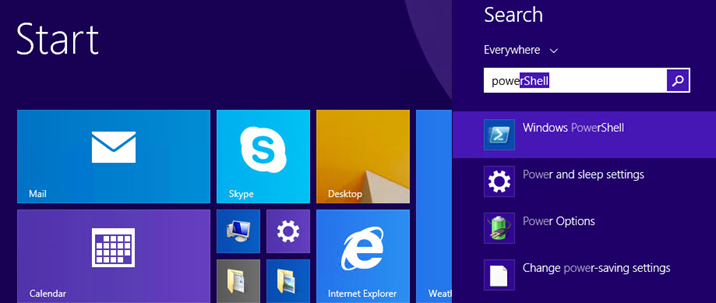 Start
Mail
Skype
Desktop
Calendar
Internet Explorer
Weath
Search
Everywhere
powerShell
Windows PowerShell
Power and sleep settings
Power Options
Change power-saving settings